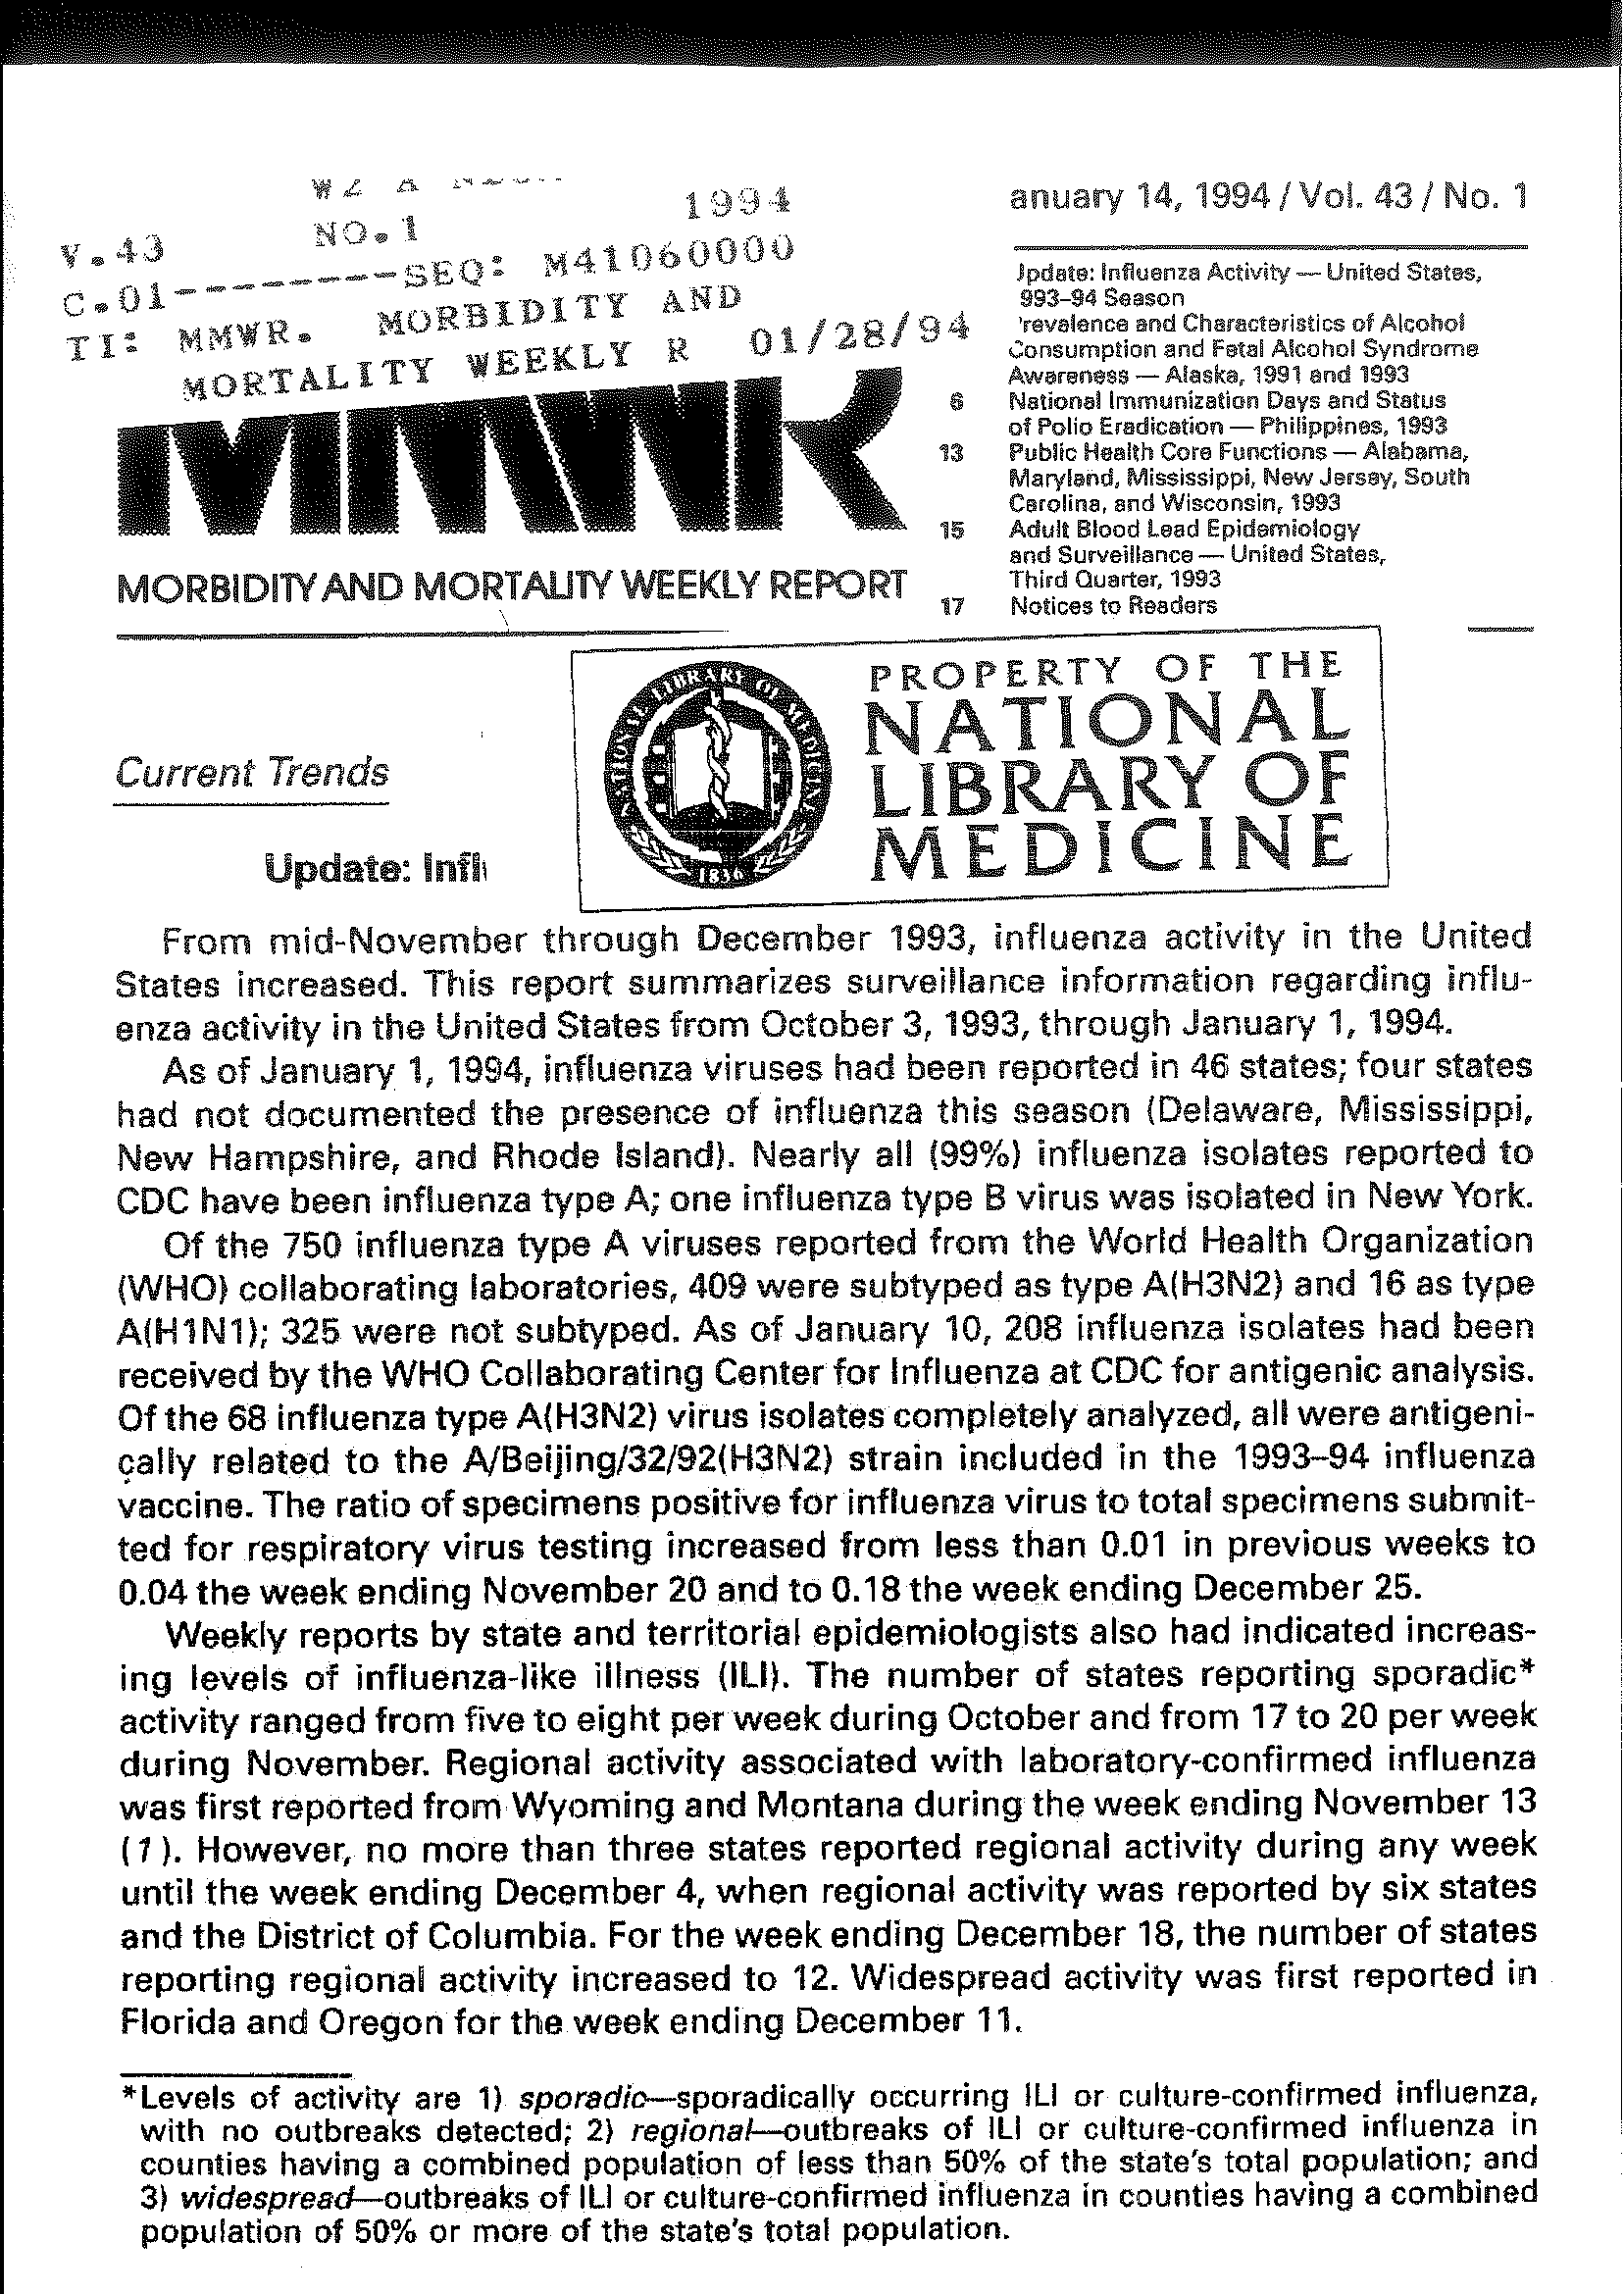 1994
V.43 NO.1
C.01---------SEQ: M41060000
TI: MMWR. MORBIDITY AND
MORTALITY WEEKLY R 01/28/94
anuary 14, 1994 / Vol. 43 / No. 1
Update: Influenza Activity — United States,
993–94 Season
revalence and Characteristics of Alcohol
Consumption and Fetal Alcohol Syndrome
Awareness — Alaska, 1991 and 1993
6 National Immunization Days and Status
of Polio Eradication — Philippines, 1993
13 Public Health Core Functions — Alabama,
Maryland, Mississippi, New Jersey, South
Carolina, and Wisconsin, 1993
15 Adult Blood Lead Epidemiology
and Surveillance — United States,
Third Quarter, 1993
17 Notices to Readers
MMWR
MORBIDITY AND MORTALITY WEEKLY REPORT
NATIONAL LIBRARY OF MEDICINE
1836
PROPERTY OF THE
NATIONAL
LIBRARY OF
MEDICINE
Current Trends
Update: Infl
From mid-November through December 1993, influenza activity in the United
States increased. This report summarizes surveillance information regarding influ-
enza activity in the United States from October 3, 1993, through January 1, 1994.
As of January 1, 1994, influenza viruses had been reported in 46 states; four states
had not documented the presence of influenza this season (Delaware, Mississippi,
New Hampshire, and Rhode Island). Nearly all (99%) influenza isolates reported to
CDC have been influenza type A; one influenza type B virus was isolated in New York.
Of the 750 influenza type A viruses reported from the World Health Organization
(WHO) collaborating laboratories, 409 were subtyped as type A(H3N2) and 16 as type
A(H1N1); 325 were not subtyped. As of January 10, 208 influenza isolates had been
received by the WHO Collaborating Center for Influenza at CDC for antigenic analysis.
Of the 68 influenza type A(H3N2) virus isolates completely analyzed, all were antigeni-
cally related to the A/Beijing/32/92(H3N2) strain included in the 1993–94 influenza
vaccine. The ratio of specimens positive for influenza virus to total specimens submit-
ted for respiratory virus testing increased from less than 0.01 in previous weeks to
0.04 the week ending November 20 and to 0.18 the week ending December 25.
Weekly reports by state and territorial epidemiologists also had indicated increas-
ing levels of influenza-like illness (ILI). The number of states reporting sporadic*
activity ranged from five to eight per week during October and from 17 to 20 per week
during November. Regional activity associated with laboratory-confirmed influenza
was first reported from Wyoming and Montana during the week ending November 13
(1). However, no more than three states reported regional activity during any week
until the week ending December 4, when regional activity was reported by six states
and the District of Columbia. For the week ending December 18, the number of states
reporting regional activity increased to 12. Widespread activity was first reported in
Florida and Oregon for the week ending December 11.
*Levels of activity are 1) sporadic—sporadically occurring ILI or culture-confirmed influenza,
with no outbreaks detected; 2) regional—outbreaks of ILI or culture-confirmed influenza in
counties having a combined population of less than 50% of the state's total population; and
3) widespread—outbreaks of ILI or culture-confirmed influenza in counties having a combined
population of 50% or more of the state's total population.